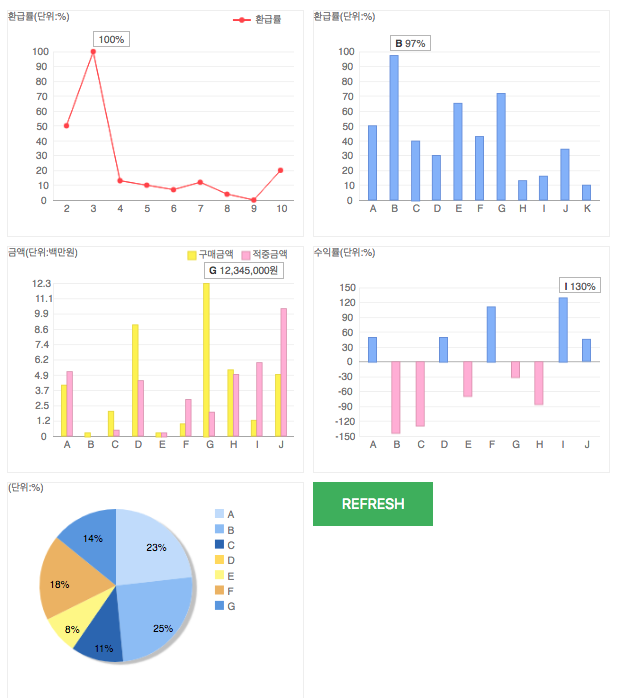 환급률(단위:%)
환급률
100%
100
90
80
70
60
50
40
30
20
10
0
2 3 4 5 6 7 8 9 10
환급률(단위:%)
B 97%
100
90
80
70
60
50
40
30
20
10
0
A B C D E F G H I J K
금액(단위:백만원)
구매금액 적중금액
G 12,345,000원
12.3
11.1
9.9
8.6
7.4
6.2
4.9
3.7
2.5
1.2
0
A B C D E F G H I J
수익률(단위:%)
I 130%
150
120
90
60
30
0
-30
-60
-90
-120
-150
A B C D E F G H I J
(단위:%)
23%
25%
11%
8%
18%
14%
A
B
C
D
E
F
G
REFRESH